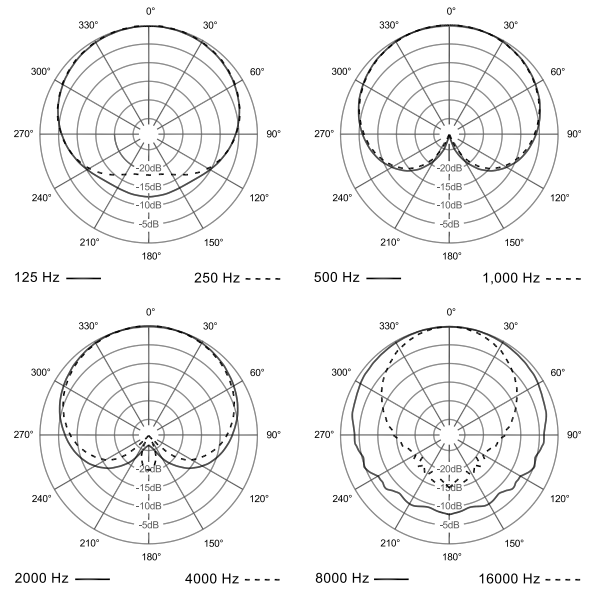 0° 0°
330° 30° 330° 30°
300° 60° 300° 60°
270° 90° 270° 90°
-20dB -20dB
-15dB -15dB
240° 120° 240° 120°
-10dB -10dB
-5dB -5dB
210° 150° 210° 150°
180° 180°
125 Hz 250 Hz 500 Hz 1,000 Hz
0° 0°
330° 30° 330° 30°
300° 60° 300° 60°
270° 90° 270° 90°
-20dB -20dB
-15dB -15dB
240° 120° 240° 120°
-10dB -10dB
-5dB -5dB
210° 150° 210° 150°
180° 180°
2000 Hz 4000 Hz 8000 Hz 16000 Hz